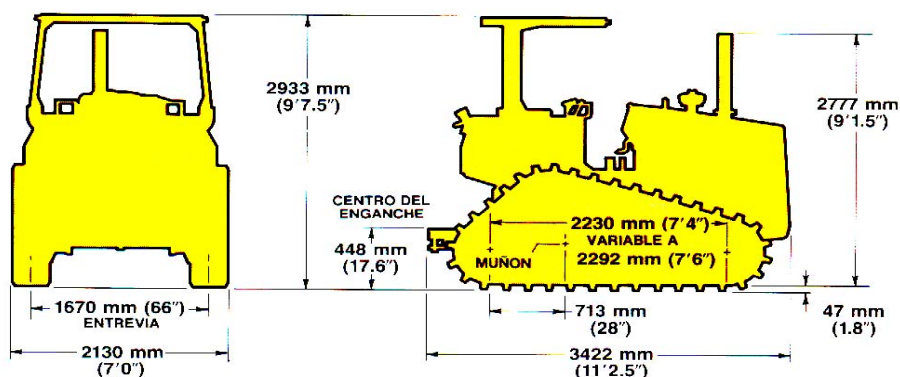 2933 mm
(9'7.5")
2777 mm
(9'1.5")
CENTRO DEL
ENGANCHE
448 mm
(17.6")
2230 mm (7'4")
VARIABLE A
2292 mm (7'6")
MUÑON
1670 mm (66")
ENTREVIA
2130 mm
(7'0")
713 mm
(28")
47 mm
(1.8")
3422 mm
(11'2.5")